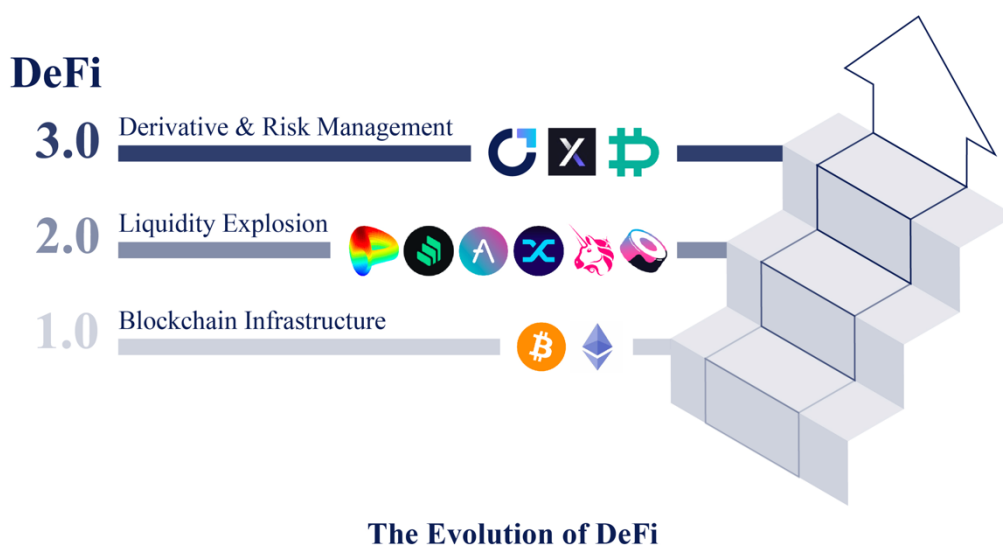 DeFi
3.0 Derivative & Risk Management
2.0 Liquidity Explosion
1.0 Blockchain Infrastructure
The Evolution of DeFi